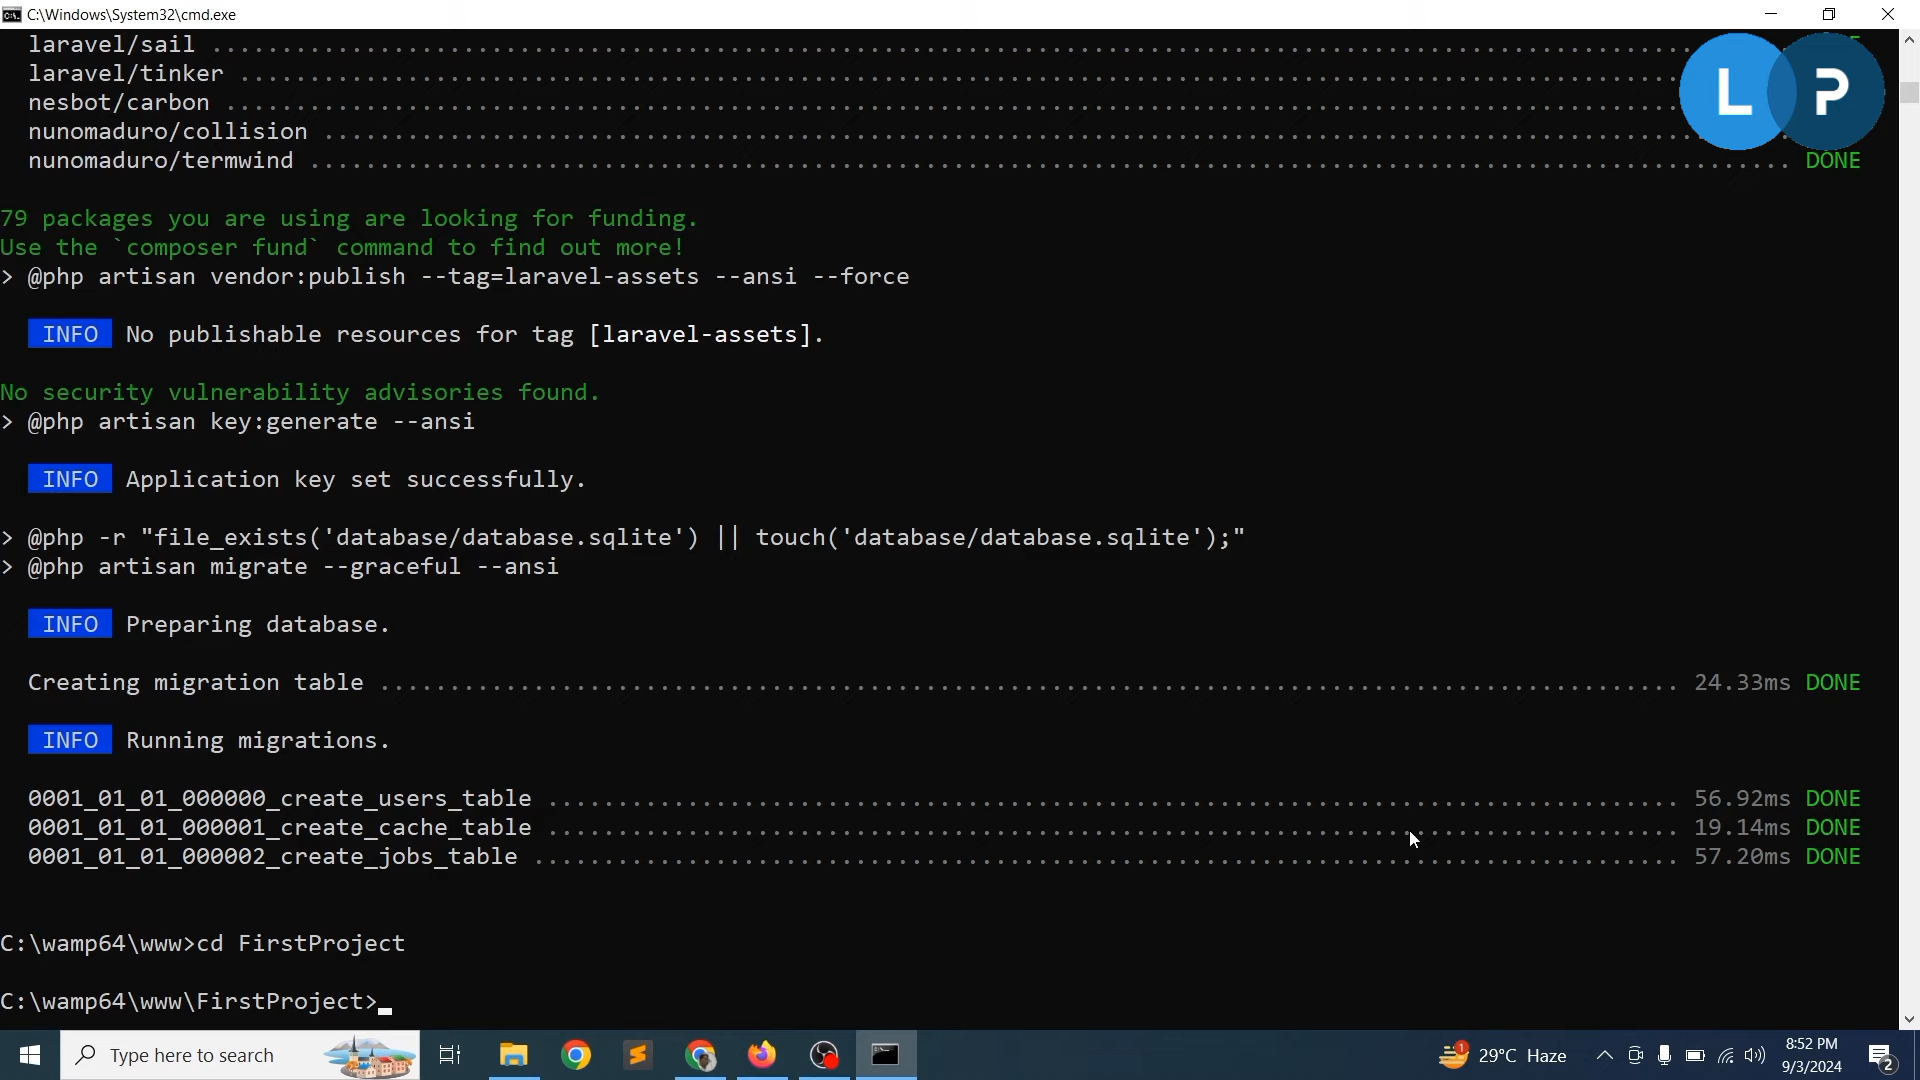 C:\Windows\System32\cmd.exe
laravel/sail ........................................................................................................
laravel/tinker ......................................................................................................
nesbot/carbon .......................................................................................................
nunomaduro/collision ................................................................................................
nunomaduro/termwind ......................................................................................................... DONE
L P
79 packages you are using are looking for funding.
Use the `composer fund` command to find out more!
> @php artisan vendor:publish --tag=laravel-assets --ansi --force
INFO No publishable resources for tag [laravel-assets].
No security vulnerability advisories found.
> @php artisan key:generate --ansi
INFO Application key set successfully.
> @php -r "file_exists('database/database.sqlite') || touch('database/database.sqlite');"
> @php artisan migrate --graceful --ansi
INFO Preparing database.
Creating migration table ............................................................................................. 24.33ms DONE
INFO Running migrations.
0001_01_01_000000_create_users_table ................................................................................. 56.92ms DONE
0001_01_01_000001_create_cache_table ................................................................................. 19.14ms DONE
0001_01_01_000002_create_jobs_table .................................................................................. 57.20ms DONE
C:\wamp64\www>cd FirstProject
C:\wamp64\www\FirstProject>
Type here to search
1
29°C Haze
8:52 PM
9/3/2024
2